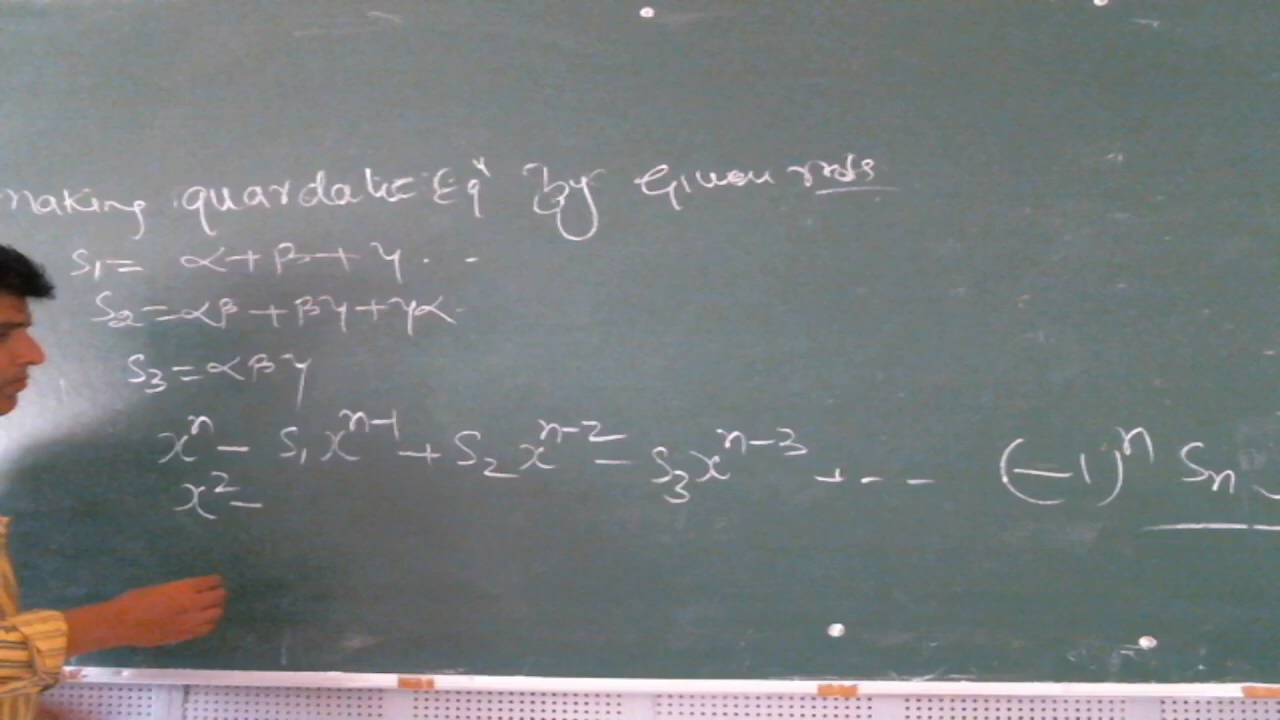 Making quardatic Eqⁿ By Given roots
S₁ = α + β + γ . . -
S₂ = αβ + βγ + γα .
S₃ = αβγ
xⁿ - S₁xⁿ⁻¹ + S₂xⁿ⁻² - S₃xⁿ⁻³ + - - - (-1)ⁿ Sₙ
x² -